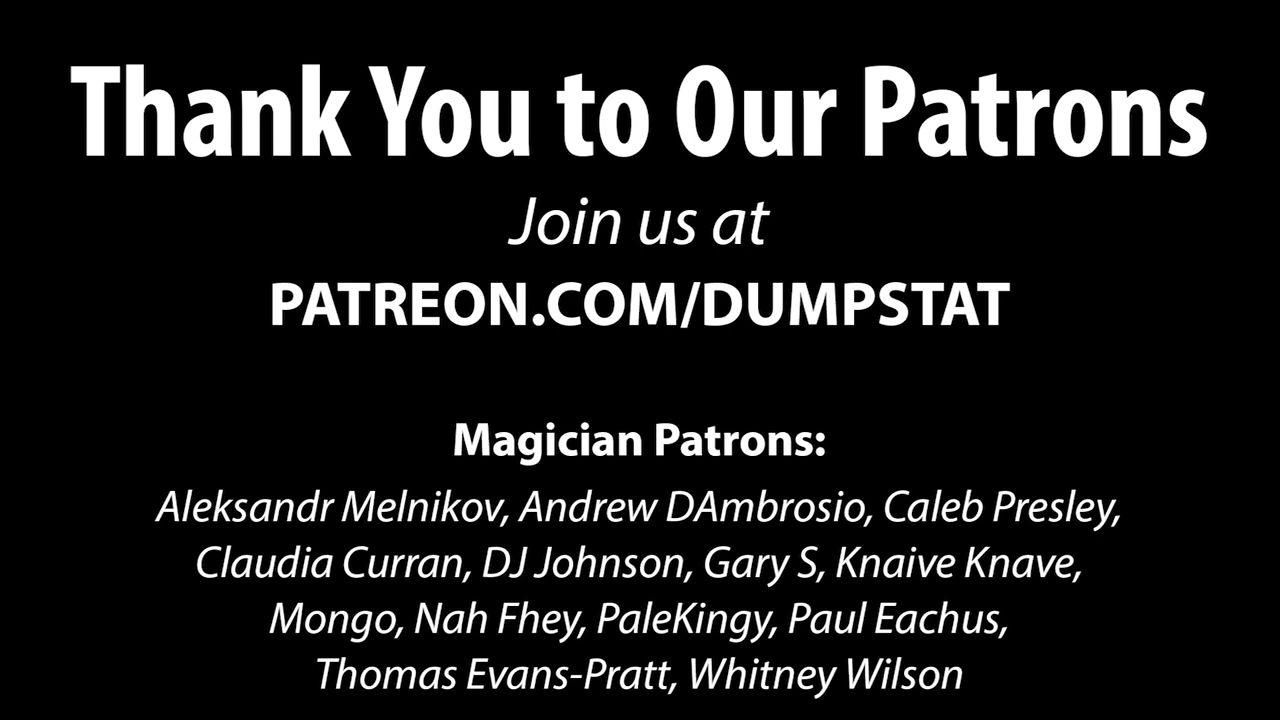 Thank You to Our Patrons
Join us at
PATREON.COM/DUMPSTAT
Magician Patrons:
Aleksandr Melnikov, Andrew DAmbrosio, Caleb Presley,
Claudia Curran, DJ Johnson, Gary S, Knaive Knave,
Mongo, Nah Fhey, PaleKingy, Paul Eachus,
Thomas Evans-Pratt, Whitney Wilson